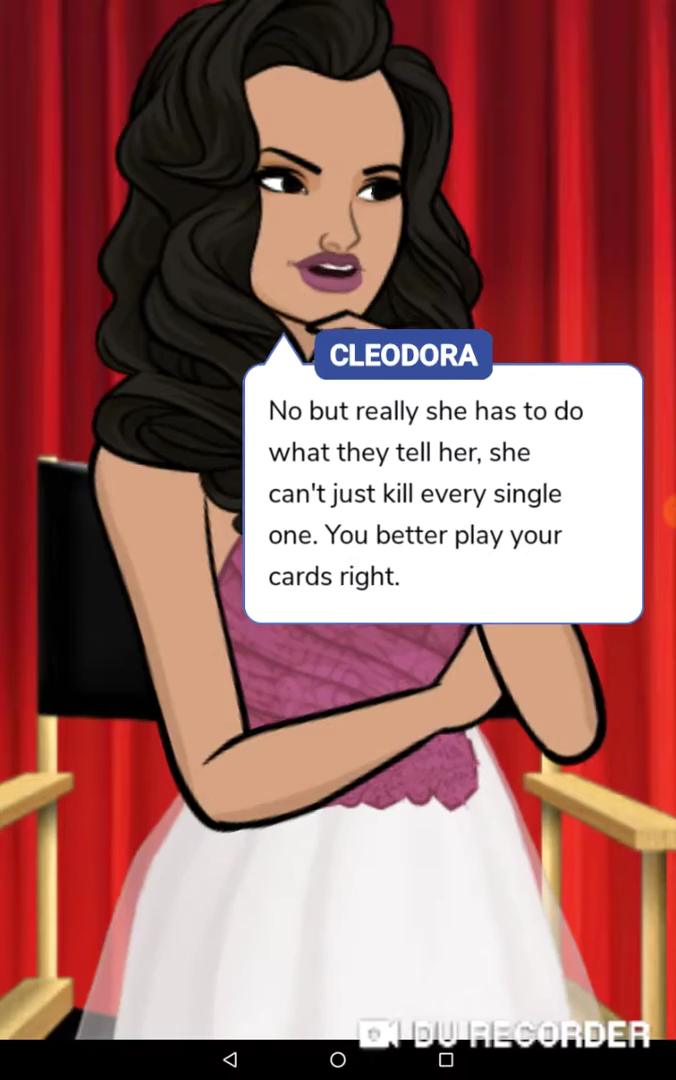 CLEODORA
No but really she has to do
what they tell her, she
can't just kill every single
one. You better play your
cards right.
DU RECORDER